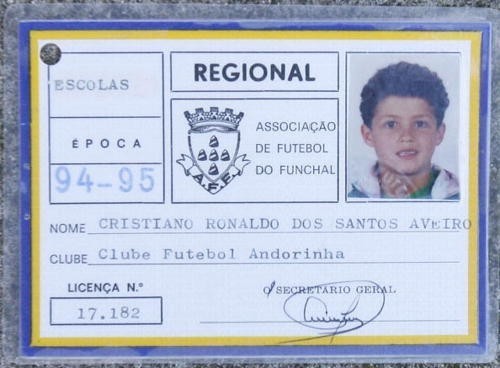 ESCOLAS
ÉPOCA
94-95
REGIONAL
A.F.F.
ASSOCIAÇÃO
DE FUTEBOL
DO FUNCHAL
NOME CRISTIANO RONALDO DOS SANTOS AVEIRO
CLUBE Clube Futebol Andorinha
LICENÇA N.º
17.182
O SECRETÁRIO GERAL